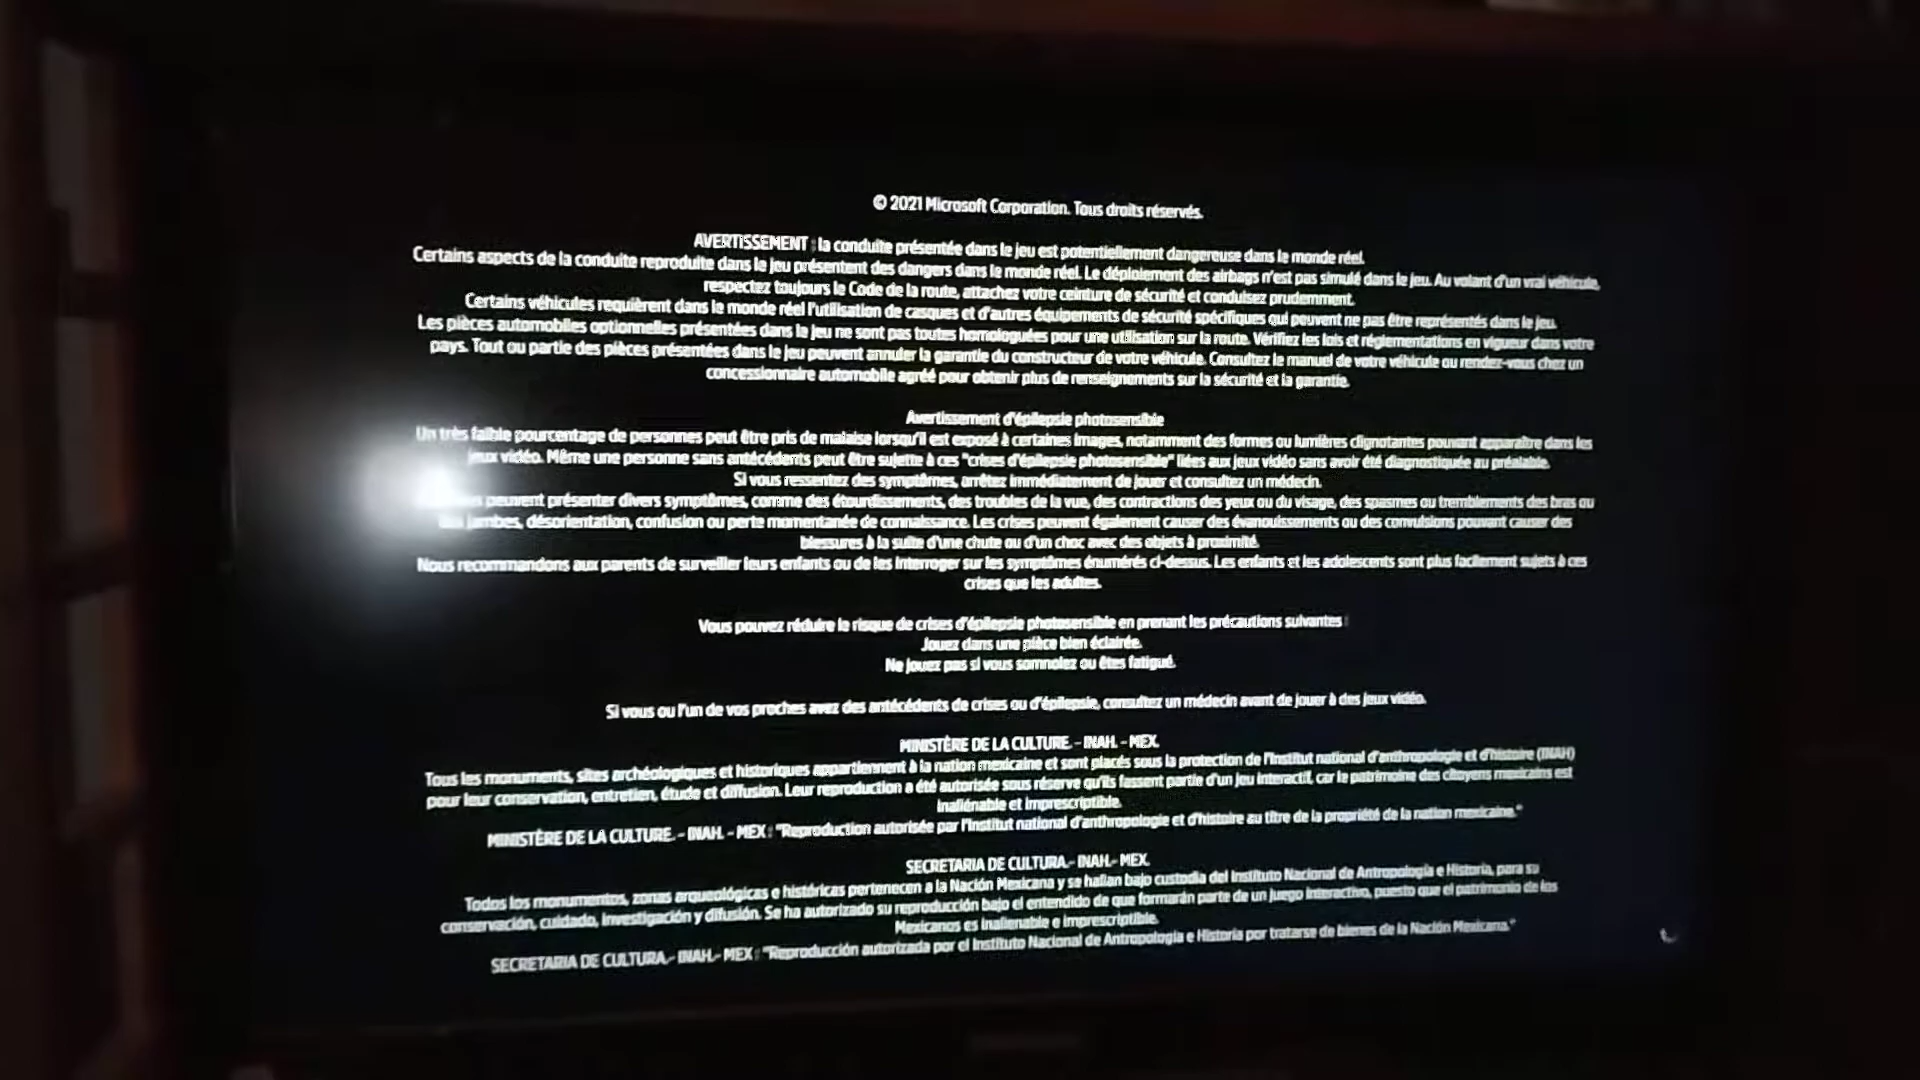 © 2021 Microsoft Corporation. Tous droits réservés.
AVERTISSEMENT : la conduite présentée dans le jeu est potentiellement dangereuse dans le monde réel.
Certains aspects de la conduite reproduite dans le jeu présentent des dangers dans le monde réel. Le déploiement des airbags n'est pas simulé dans le jeu. Au volant d'un vrai véhicule,
respectez toujours le Code de la route, attachez votre ceinture de sécurité et conduisez prudemment.
Certains véhicules requièrent dans le monde réel l'utilisation de casques et d'autres équipements de sécurité spécifiques qui peuvent ne pas être représentés dans le jeu.
Les pièces automobiles optionnelles présentées dans le jeu ne sont pas toutes homologuées pour une utilisation sur la route. Vérifiez les lois et réglementations en vigueur dans votre
pays. Tout ou partie des pièces présentées dans le jeu peuvent annuler la garantie du constructeur de votre véhicule. Consultez le manuel de votre véhicule ou rendez-vous chez un
concessionnaire automobile agréé pour obtenir plus de renseignements sur la sécurité et la garantie.
Avertissement d'épilepsie photosensible
Un très faible pourcentage de personnes peut être pris de malaise lorsqu'il est exposé à certaines images, notamment des formes ou lumières clignotantes pouvant apparaître dans les
jeux vidéo. Même une personne sans antécédents peut être sujette à ces "crises d'épilepsie photosensible" liées aux jeux vidéo sans avoir été diagnostiquée au préalable.
Si vous ressentez des symptômes, arrêtez immédiatement de jouer et consultez un médecin.
peuvent présenter divers symptômes, comme des étourdissements, des troubles de la vue, des contractions des yeux ou du visage, des spasmes ou tremblements des bras ou
jambes, désorientation, confusion ou perte momentanée de connaissance. Les crises peuvent également causer des évanouissements ou des convulsions pouvant causer des
blessures à la suite d'une chute ou d'un choc avec des objets à proximité.
Nous recommandons aux parents de surveiller leurs enfants ou de les interroger sur les symptômes énumérés ci-dessus. Les enfants et les adolescents sont plus facilement sujets à ces
crises que les adultes.
Vous pouvez réduire le risque de crises d'épilepsie photosensible en prenant les précautions suivantes :
Jouez dans une pièce bien éclairée.
Ne jouez pas si vous somnolez ou êtes fatigué.
Si vous ou l'un de vos proches avez des antécédents de crises ou d'épilepsie, consultez un médecin avant de jouer à des jeux vidéo.
MINISTÈRE DE LA CULTURE. - INAH. - MEX.
Tous les monuments, sites archéologiques et historiques appartiennent à la nation mexicaine et sont placés sous la protection de l'Institut national d'anthropologie et d'histoire (INAH)
pour leur conservation, entretien, étude et diffusion. Leur reproduction a été autorisée sous réserve qu'ils fassent partie d'un jeu interactif, car le patrimoine des citoyens mexicains est
inaliénable et imprescriptible.
MINISTÈRE DE LA CULTURE. - INAH. - MEX : "Reproduction autorisée par l'Institut national d'anthropologie et d'histoire au titre de la propriété de la nation mexicaine."
SECRETARIA DE CULTURA.- INAH.- MEX.
Todos los monumentos, zonas arqueológicas e históricas pertenecen a la Nación Mexicana y se hallan bajo custodia del Instituto Nacional de Antropología e Historia, para su
conservación, cuidado, investigación y difusión. Se ha autorizado su reproducción bajo el entendido de que formarán parte de un juego interactivo, puesto que el patrimonio de los
Mexicanos es inalienable e imprescriptible.
SECRETARIA DE CULTURA.- INAH.- MEX : "Reproducción autorizada por el Instituto Nacional de Antropología e Historia por tratarse de bienes de la Nación Mexicana."